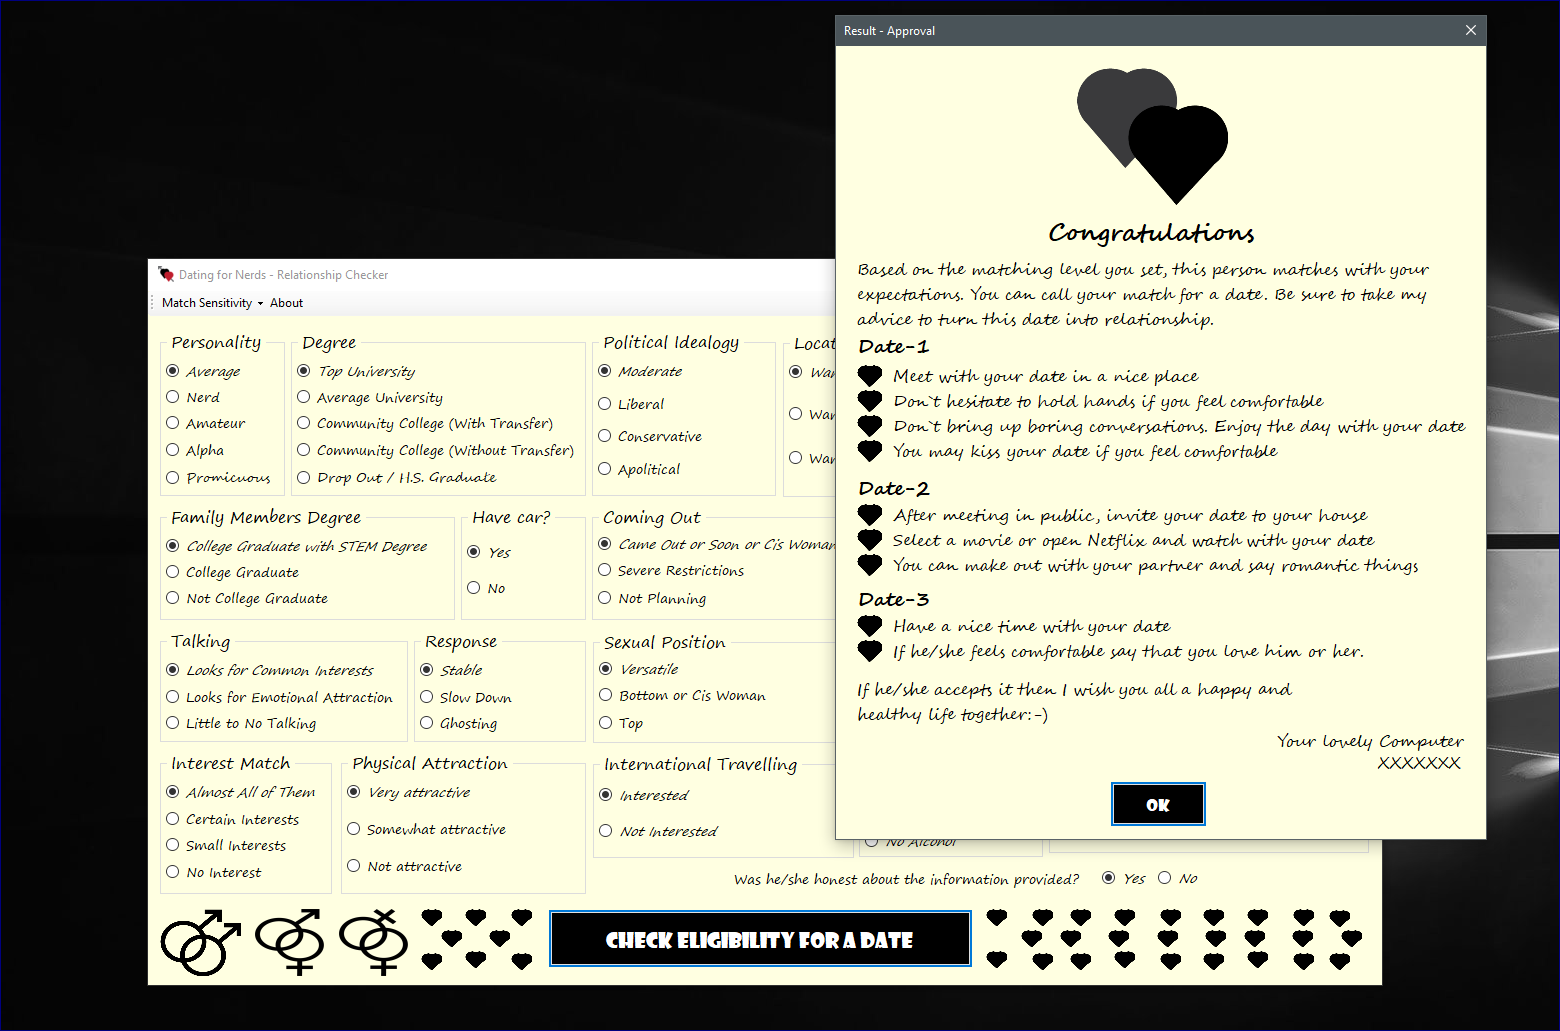 Result - Approval
Congratulations
Based on the matching level you set, this person matches with your
expectations. You can call your match for a date. Be sure to take my
advice to turn this date into relationship.
Date-1
Meet with your date in a nice place
Don`t hesitate to hold hands if you feel comfortable
Don`t bring up boring conversations. Enjoy the day with your date
You may kiss your date if you feel comfortable
Date-2
After meeting in public, invite your date to your house
Select a movie or open Netflix and watch with your date
You can make out with your partner and say romantic things
Date-3
Have a nice time with your date
If he/she feels comfortable say that you love him or her.
If he/she accepts it then I wish you all a happy and
healthy life together:-)
Your lovely Computer
XXXXXXX
OK
Dating for Nerds - Relationship Checker
Match Sensitivity About
Personality
Average
Nerd
Amateur
Alpha
Promicuous
Degree
Top University
Average University
Community College (With Transfer)
Community College (Without Transfer)
Drop Out / H.S. Graduate
Political Idealogy
Moderate
Liberal
Conservative
Apolitical
Family Members Degree
College Graduate with STEM Degree
College Graduate
Not College Graduate
Have car?
Yes
No
Coming Out
Came Out or Soon or Cis Woman
Severe Restrictions
Not Planning
Talking
Looks for Common Interests
Looks for Emotional Attraction
Little to No Talking
Response
Stable
Slow Down
Ghosting
Sexual Position
Versatile
Bottom or Cis Woman
Top
Interest Match
Almost All of Them
Certain Interests
Small Interests
No Interest
Physical Attraction
Very attractive
Somewhat attractive
Not attractive
International Travelling
Interested
Not Interested
No Alcohol
Was he/she honest about the information provided? Yes No
CHECK ELIGIBILITY FOR A DATE